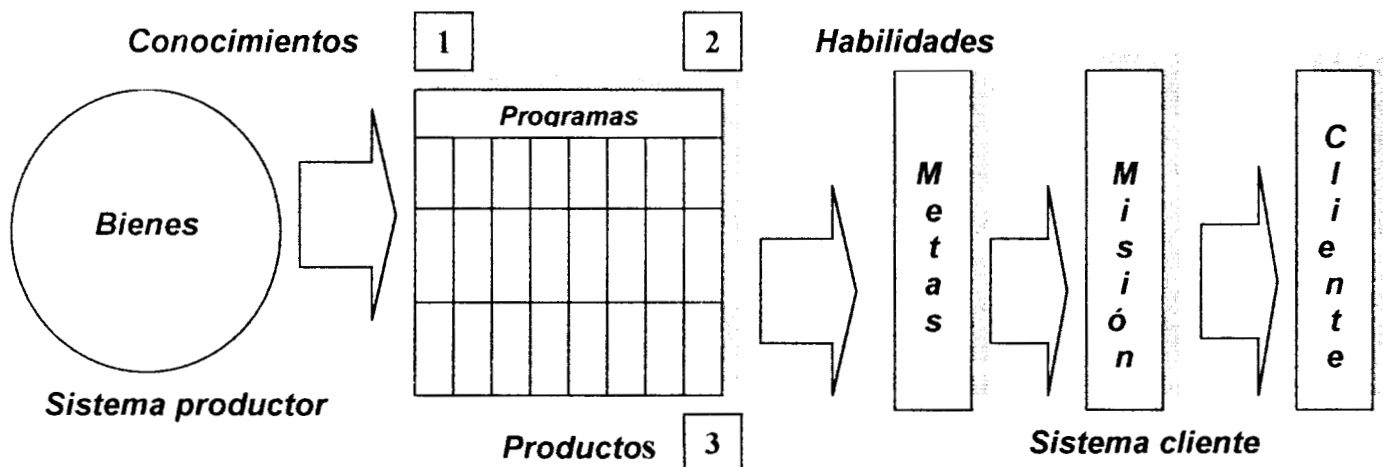 Conocimientos 1 2 Habilidades
Programas
Bienes
Metas
Misión
Cliente
Sistema productor
Productos 3
Sistema cliente